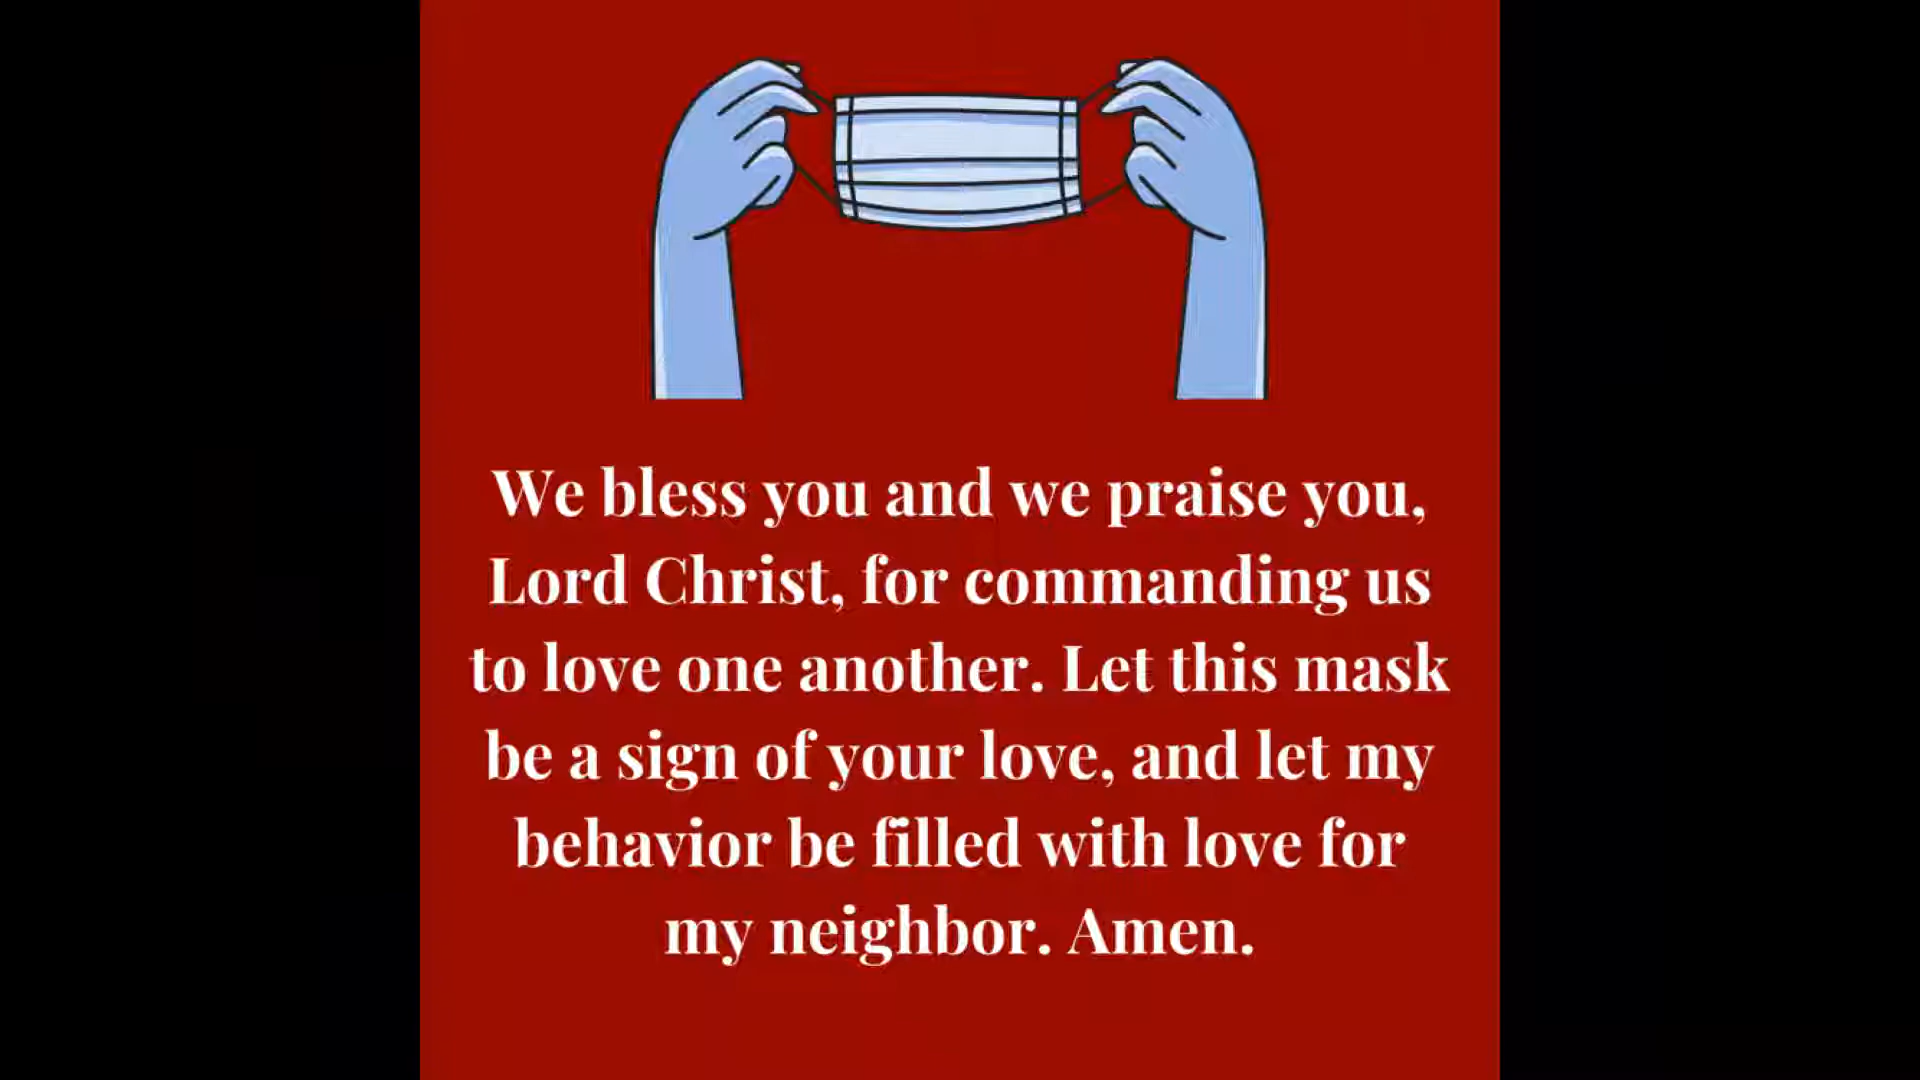 We bless you and we praise you,
Lord Christ, for commanding us
to love one another. Let this mask
be a sign of your love, and let my
behavior be filled with love for
my neighbor. Amen.